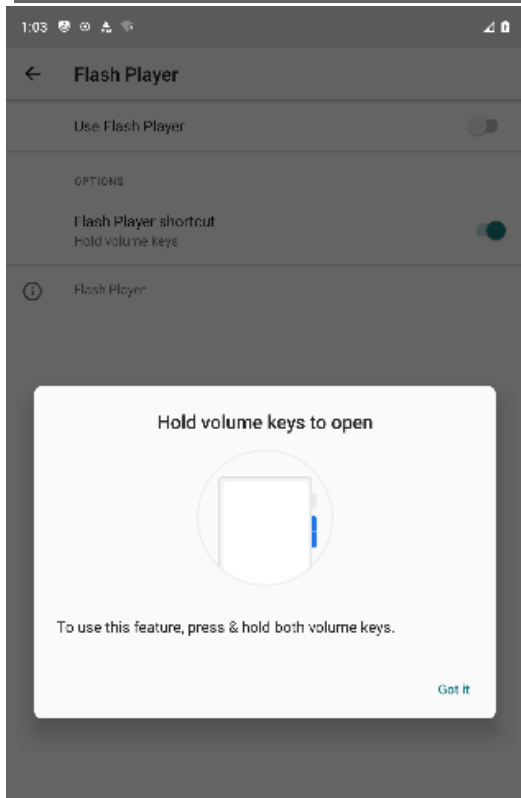 1:03
Flash Player
Use Flash Player
OPTIONS
Flash Player shortcut
Hold volume keys
Flash Player
Hold volume keys to open
To use this feature, press & hold both volume keys.
Got it